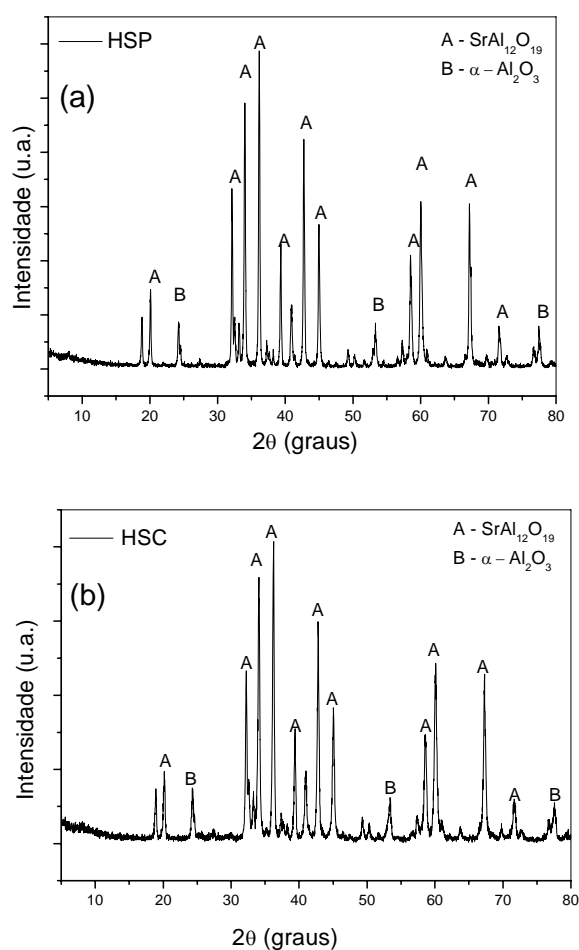 HSP
A - SrAl₁₂O₁₉
B - α – Al₂O₃
(a)
Intensidade (u.a.)
A
B
A
A
A
A
A
A
B
A
A
A
A
B
10 20 30 40 50 60 70 80
2θ (graus)
HSC
A - SrAl₁₂O₁₉
B - α – Al₂O₃
(b)
Intensidade (u.a.)
A
B
A
A
A
A
A
A
B
A
A
A
A
B
10 20 30 40 50 60 70 80
2θ (graus)